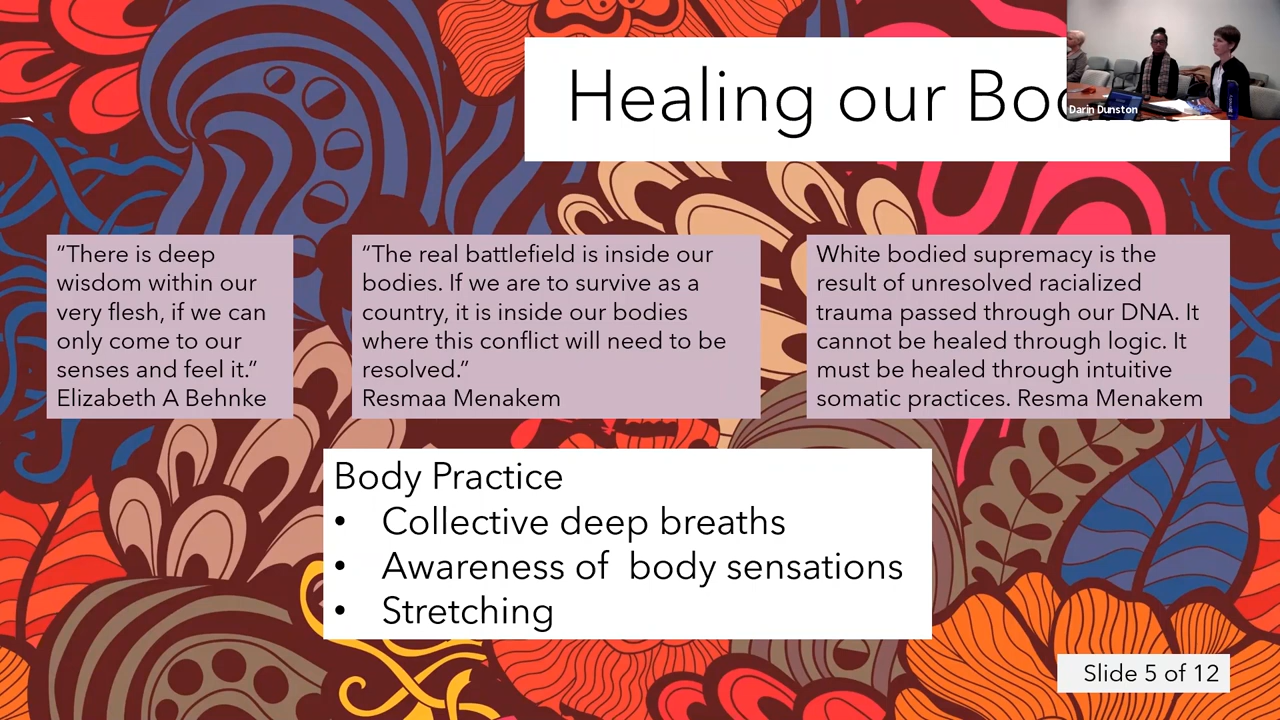 Healing our
Darin Dunston
“There is deep
wisdom within our
very flesh, if we can
only come to our
senses and feel it.”
Elizabeth A Behnke
“The real battlefield is inside our
bodies. If we are to survive as a
country, it is inside our bodies
where this conflict will need to be
resolved.”
Resmaa Menakem
White bodied supremacy is the
result of unresolved racialized
trauma passed through our DNA. It
cannot be healed through logic. It
must be healed through intuitive
somatic practices. Resma Menakem
Body Practice
• Collective deep breaths
• Awareness of  body sensations
• Stretching
Slide 5 of 12